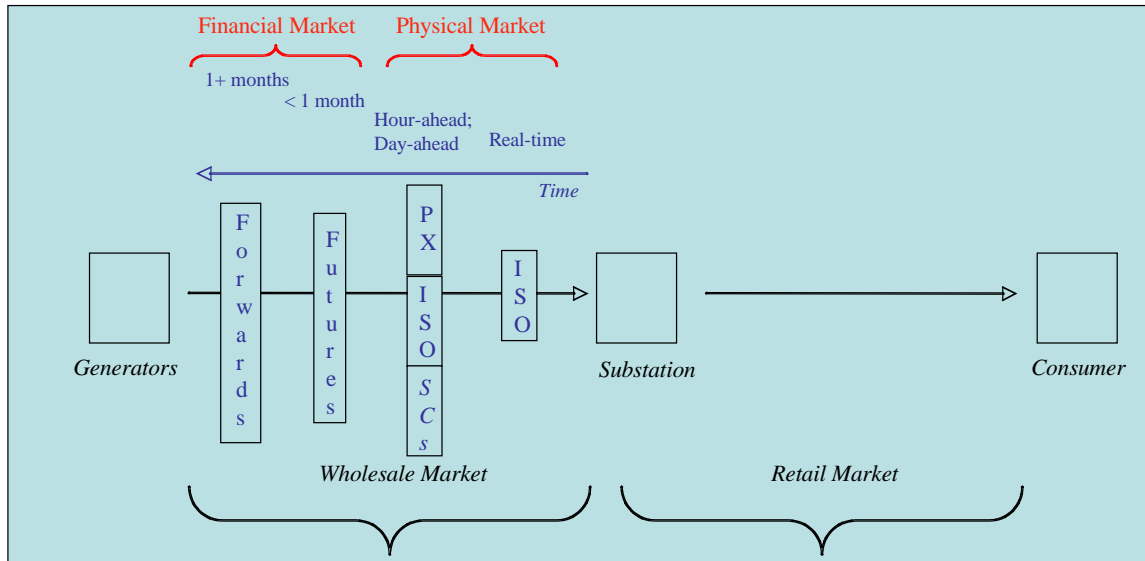 Financial Market
Physical Market
1+ months
< 1 month
Hour-ahead;
Day-ahead
Real-time
Time
Forwards
Futures
PX
ISO
SCs
ISO
Generators
Substation
Consumer
Wholesale Market
Retail Market